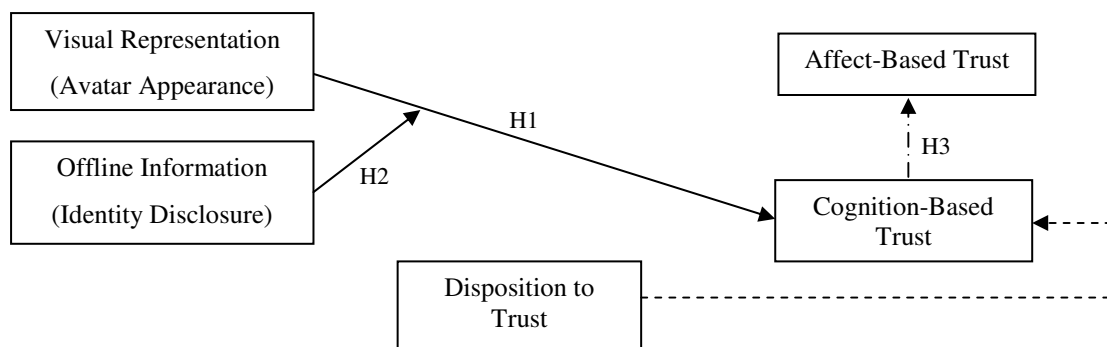 Visual Representation
(Avatar Appearance)
Affect-Based Trust
H1
H3
Offline Information
(Identity Disclosure)
H2
Cognition-Based
Trust
Disposition to
Trust